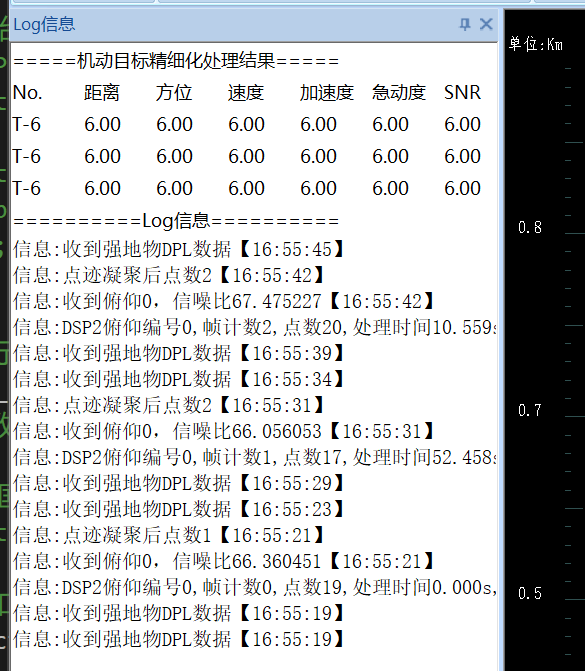 Log信息
单位:Km
=====机动目标精细化处理结果=====
No. 距离 方位 速度 加速度 急动度 SNR
T-6 6.00 6.00 6.00 6.00 6.00 6.00
T-6 6.00 6.00 6.00 6.00 6.00 6.00
T-6 6.00 6.00 6.00 6.00 6.00 6.00
==========Log信息==========
信息:收到强地物DPL数据【16:55:45】
信息:点迹凝聚后点数2【16:55:42】
信息:收到俯仰0，信噪比67.475227【16:55:42】
信息:DSP2俯仰编号0,帧计数2,点数20,处理时间10.559s
信息:收到强地物DPL数据【16:55:39】
信息:收到强地物DPL数据【16:55:34】
信息:点迹凝聚后点数2【16:55:31】
信息:收到俯仰0，信噪比66.056053【16:55:31】
信息:DSP2俯仰编号0,帧计数1,点数17,处理时间52.458s
信息:收到强地物DPL数据【16:55:29】
信息:收到强地物DPL数据【16:55:23】
信息:点迹凝聚后点数1【16:55:21】
信息:收到俯仰0，信噪比66.360451【16:55:21】
信息:DSP2俯仰编号0,帧计数0,点数19,处理时间0.000s,
信息:收到强地物DPL数据【16:55:19】
信息:收到强地物DPL数据【16:55:19】
0.8
0.7
0.5